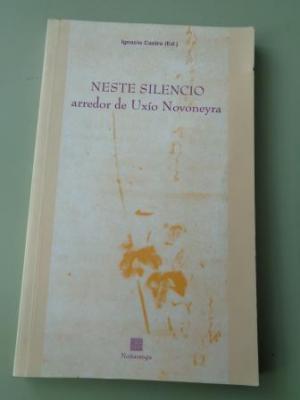 Ignacio Castro (Ed.)
NESTE SILENCIO
arredor de Uxío Novoneyra